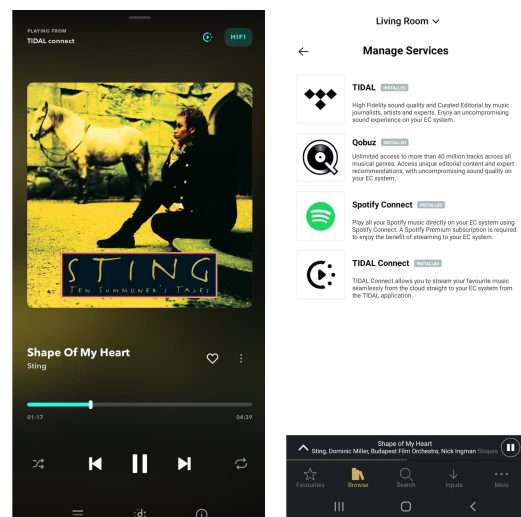 PLAYING FROM
TIDAL connect
HIFI
STING
TEN SUMMONER'S TALES
Shape Of My Heart
Sting
01:17
04:39
Living Room
Manage Services
TIDAL INSTALLED
High Fidelity sound quality and Curated Editorial by music
journalists, artists and experts. Enjoy an uncompromising
sound experience on your EC system.
Qobuz INSTALLED
Unlimited access to more than 40 million tracks across all
musical genres. Access unique editorial content and expert
recommendations, with uncompromising sound quality on
your EC system.
Spotify Connect INSTALLED
Play all your Spotify music directly on your EC system using
Spotify Connect. A Spotify Premium subscription is required
to enjoy the benefit of streaming to your EC system.
TIDAL Connect INSTALLED
TIDAL Connect allows you to stream your favourite music
seamlessly from the cloud straight to your EC system from
the TIDAL application.
Shape of My Heart
Sting, Dominic Miller, Budapest Film Orchestra, Nick Ingman Shapes
Favourites
Browse
Search
Inputs
More